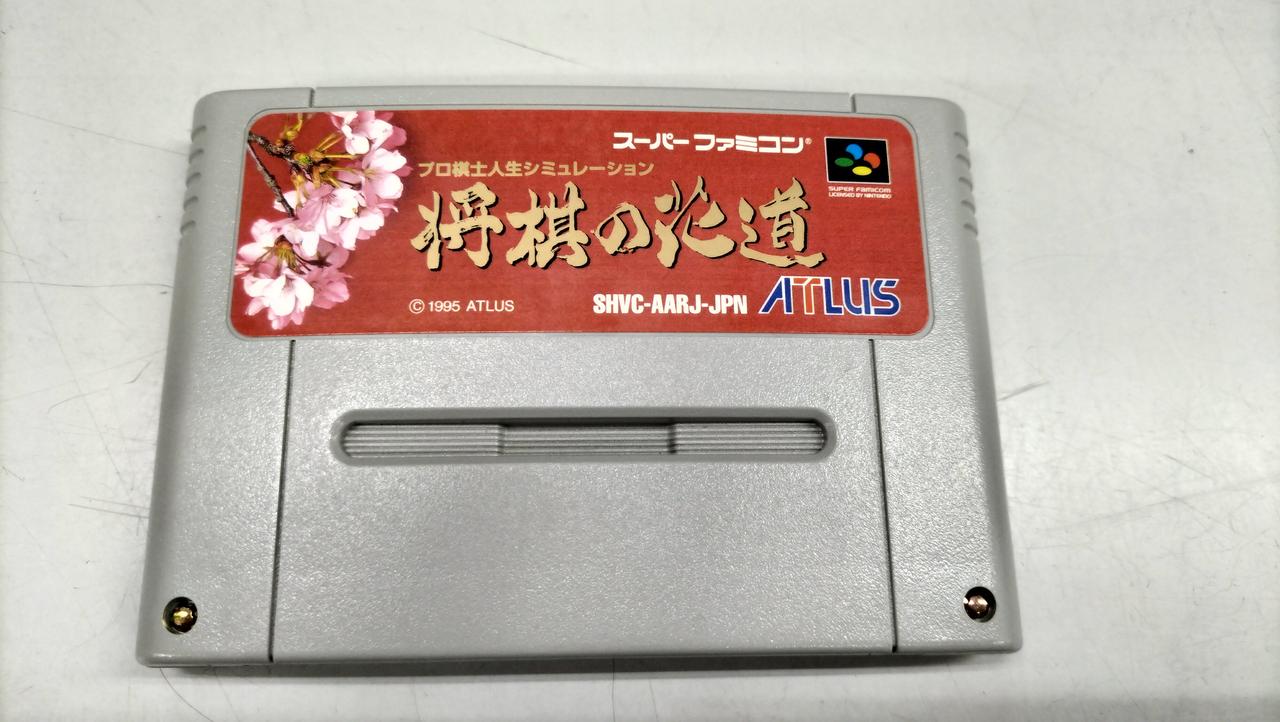 スーパーファミコン®
プロ棋士人生シミュレーション
SUPER FAMICOM
LICENSED BY NINTENDO
将棋の花道
© 1995 ATLUS
SHVC-AARJ-JPN
ATLUS